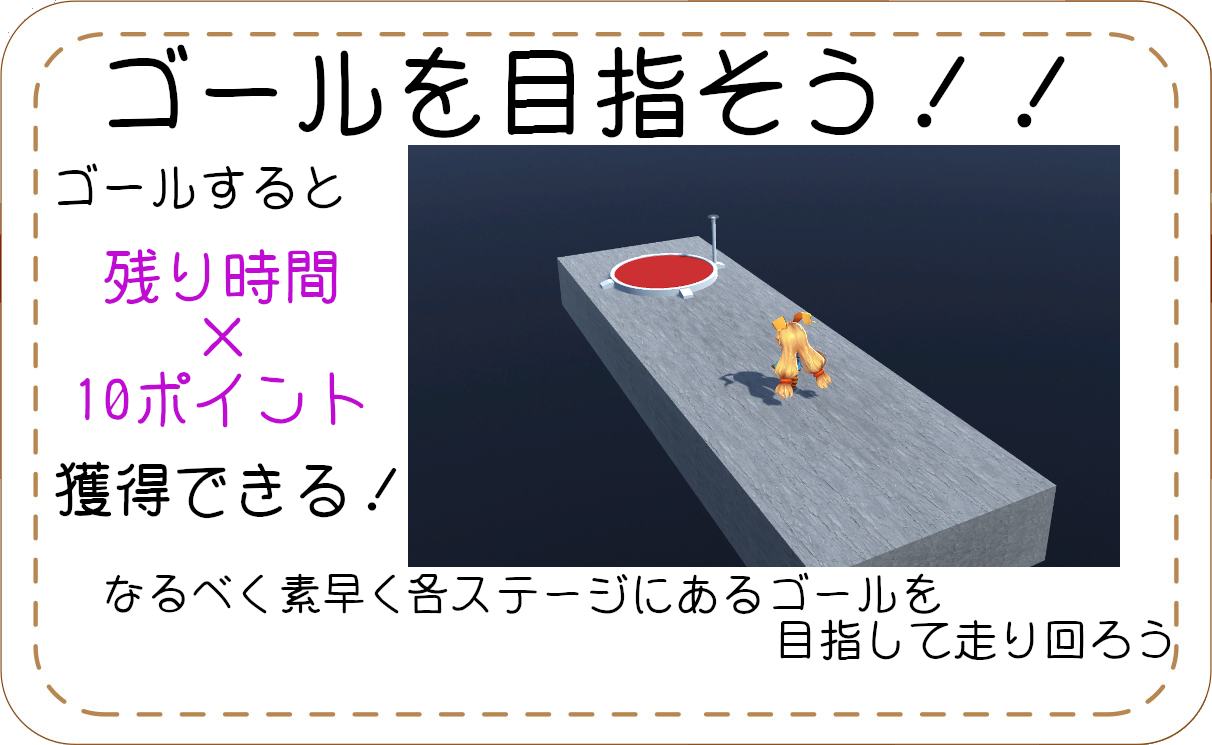 ゴールを目指そう！！
ゴールすると
残り時間
×
10ポイント
獲得できる！
なるべく素早く各ステージにあるゴールを
目指して走り回ろう